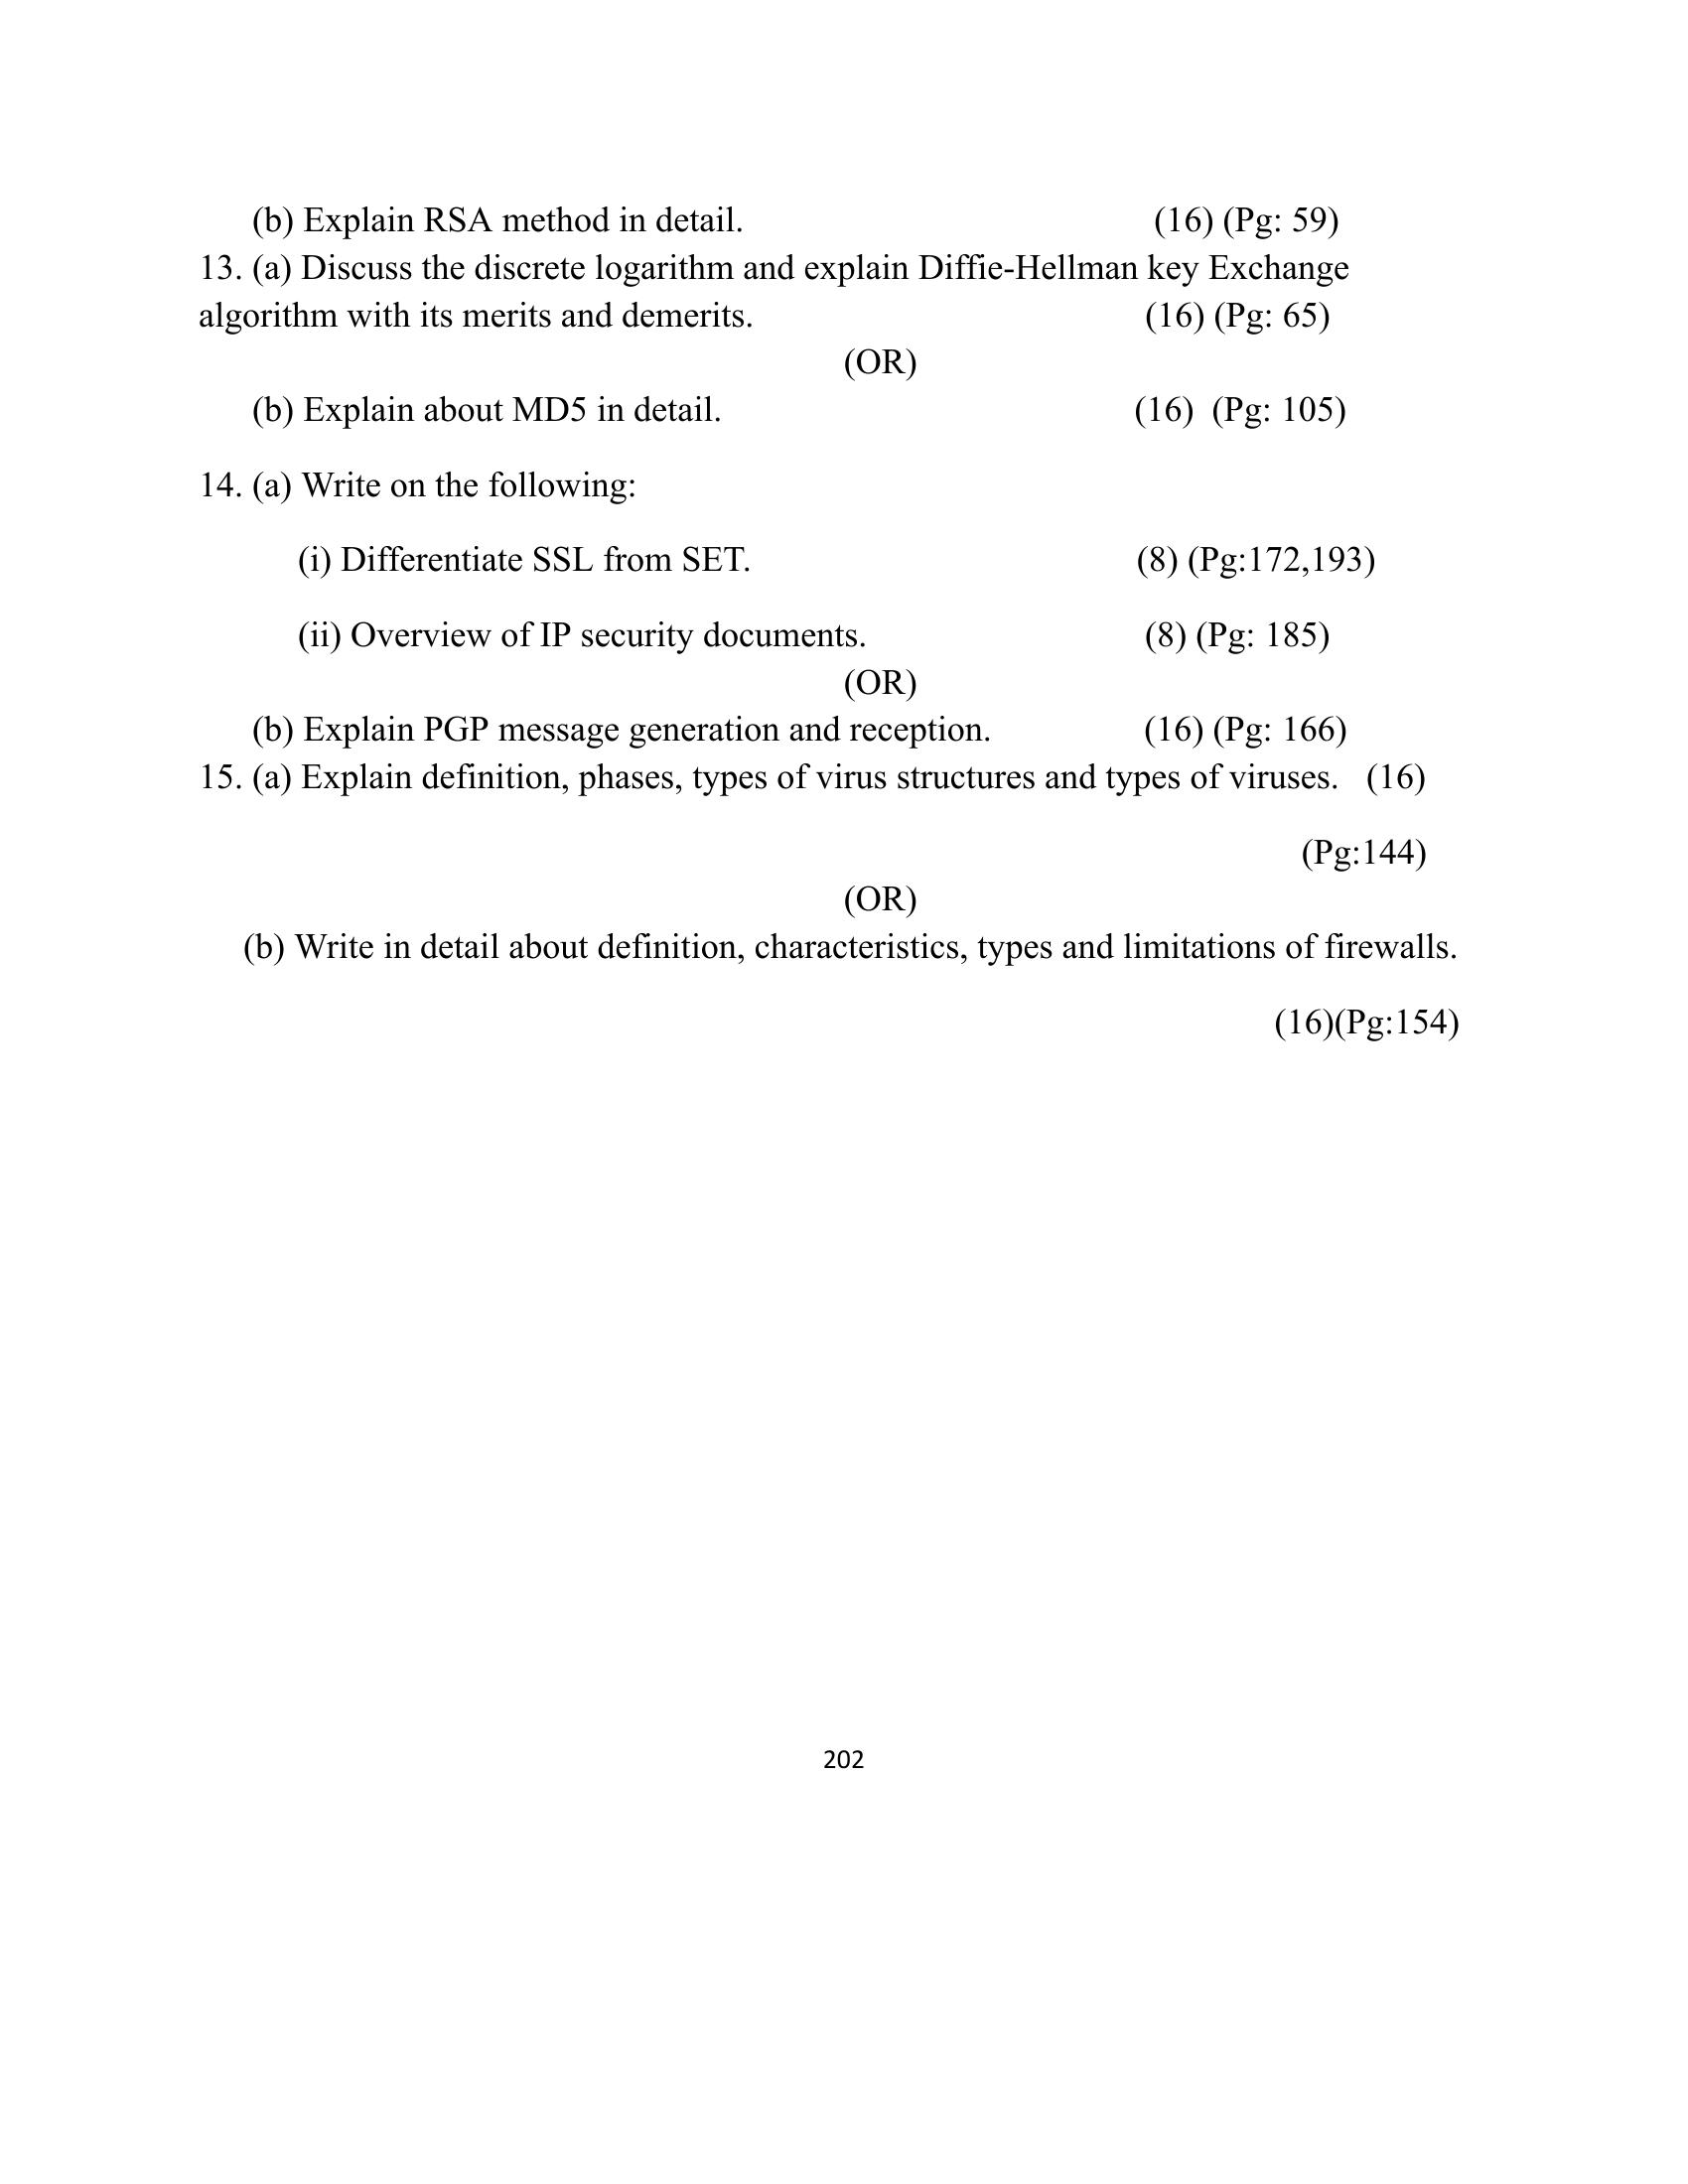 (b) Explain RSA method in detail. (16) (Pg: 59)
13. (a) Discuss the discrete logarithm and explain Diffie-Hellman key Exchange
algorithm with its merits and demerits. (16) (Pg: 65)
(OR)
(b) Explain about MD5 in detail. (16) (Pg: 105)
14. (a) Write on the following:
(i) Differentiate SSL from SET. (8) (Pg:172,193)
(ii) Overview of IP security documents. (8) (Pg: 185)
(OR)
(b) Explain PGP message generation and reception. (16) (Pg: 166)
15. (a) Explain definition, phases, types of virus structures and types of viruses. (16)
(Pg:144)
(OR)
(b) Write in detail about definition, characteristics, types and limitations of firewalls.
(16)(Pg:154)
202